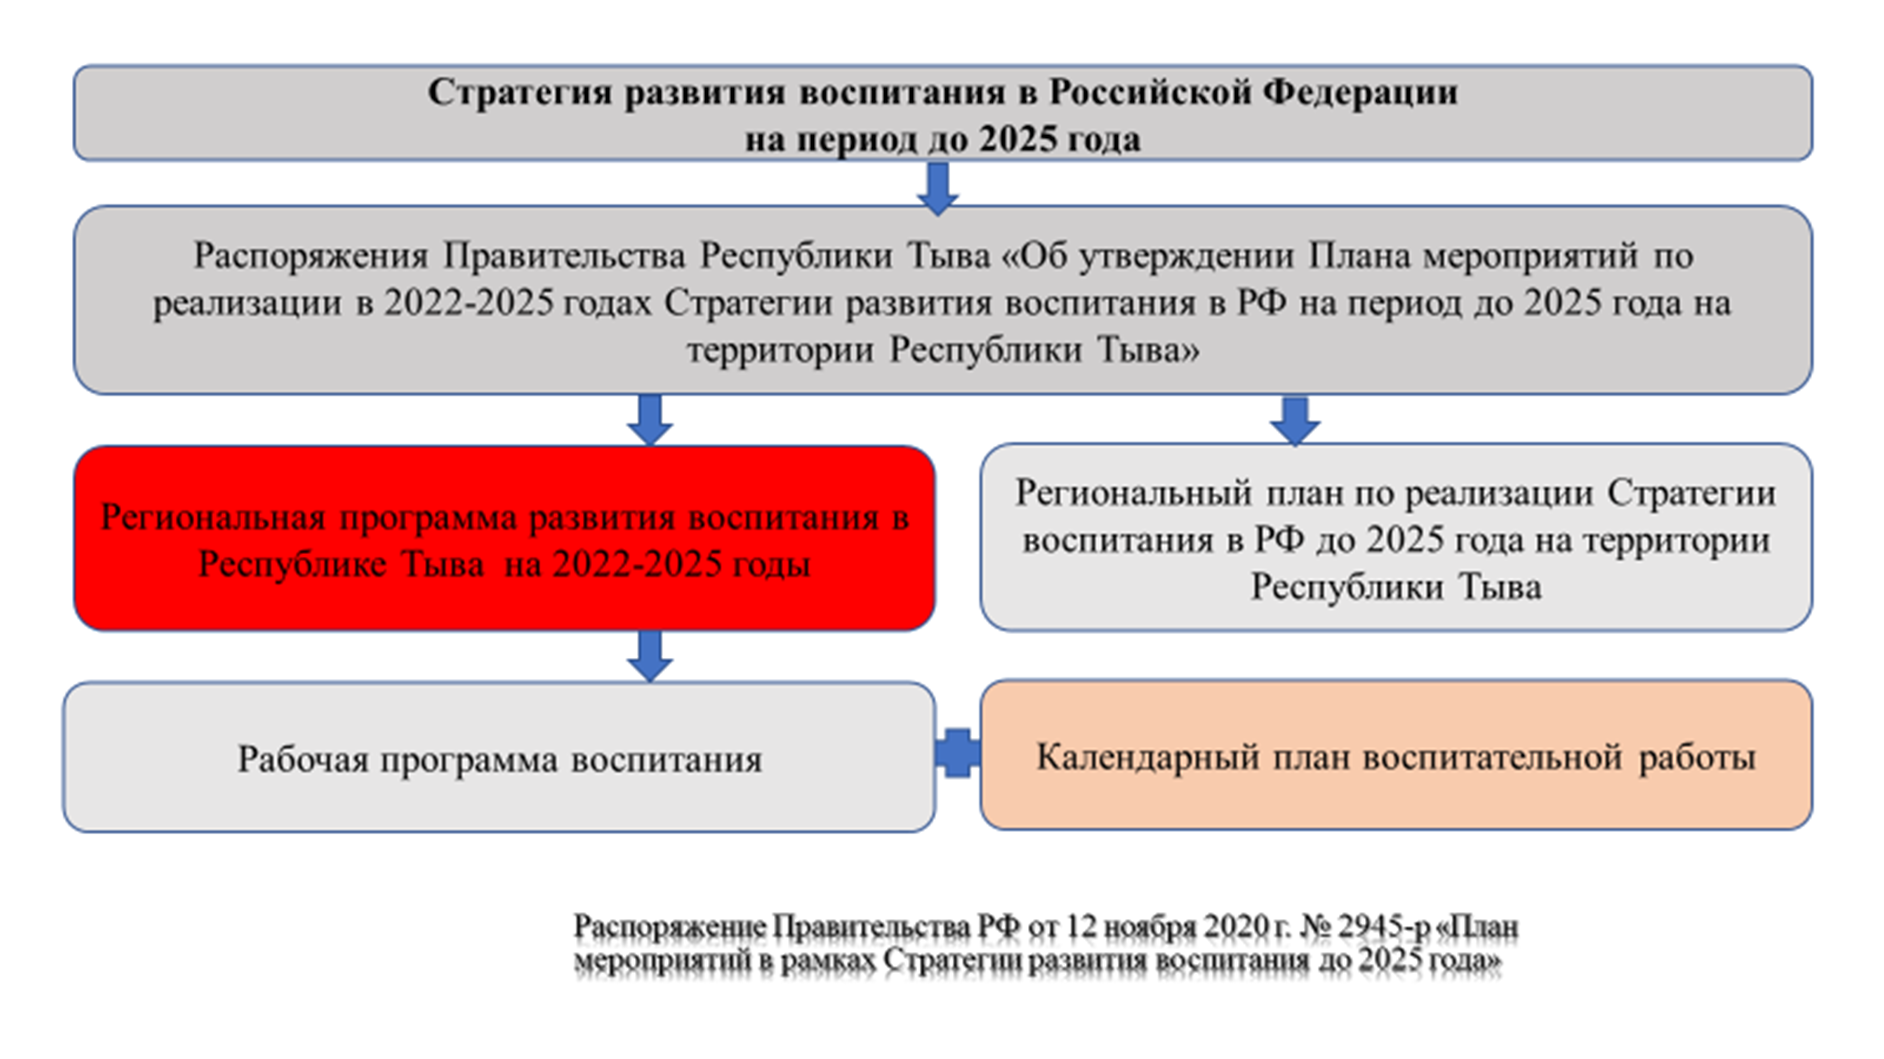 Стратегия развития воспитания в Российской Федерации
на период до 2025 года
Распоряжения Правительства Республики Тыва «Об утверждении Плана мероприятий по
реализации в 2022-2025 годах Стратегии развития воспитания в РФ на период до 2025 года на
территории Республики Тыва»
Региональная программа развития воспитания в
Республике Тыва на 2022-2025 годы
Региональный план по реализации Стратегии
воспитания в РФ до 2025 года на территории
Республики Тыва
Рабочая программа воспитания
Календарный план воспитательной работы
Распоряжение Правительства РФ от 12 ноября 2020 г. № 2945-р «План
мероприятий в рамках Стратегии развития воспитания до 2025 года»